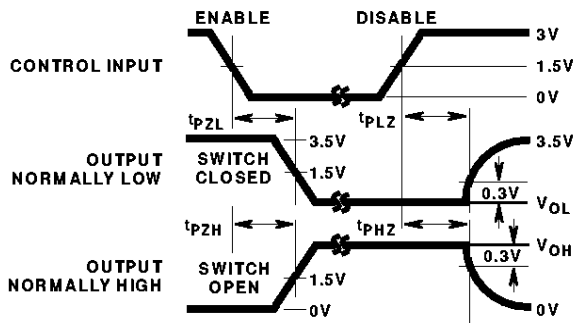 ENABLE DISABLE
3V
CONTROL INPUT 1.5V
0V
tPZL 3.5V tPLZ 3.5V
OUTPUT NORMALLY LOW
SWITCH CLOSED
1.5V
0.3V
VOL
tPZH tPHZ
VOH
0.3V
OUTPUT NORMALLY HIGH
SWITCH OPEN
1.5V
0V 0V